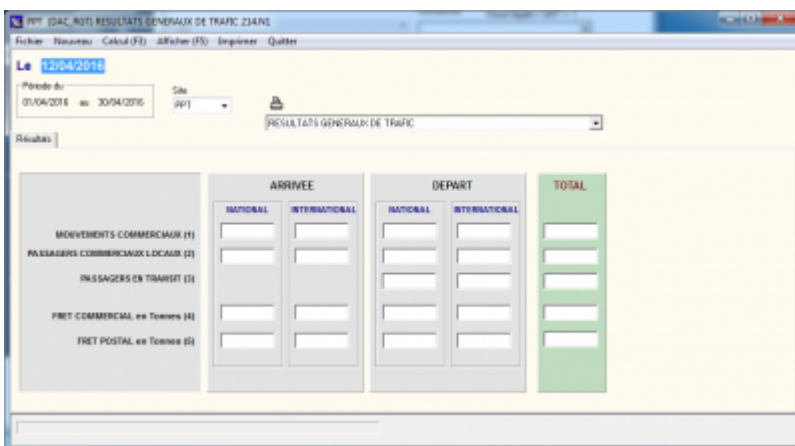 PPT (DAC_RGT) RESULTATS GENERAUX DE TRAFIC 214.N1
Fichier Nouveau Calcul (F3) Afficher (F5) Imprimer Quitter
Le 12/04/2016
Période du
01/04/2016 au 30/04/2016
Site
PPT
RESULTATS GENERAUX DE TRAFIC
Résultats
ARRIVEE DEPART TOTAL
NATIONAL INTERNATIONAL NATIONAL INTERNATIONAL
MOUVEMENTS COMMERCIAUX (1)
PASSAGERS COMMERCIAUX LOCAUX (2)
PASSAGERS EN TRANSIT (3)
FRET COMMERCIAL en Tonnes (4)
FRET POSTAL en Tonnes (5)